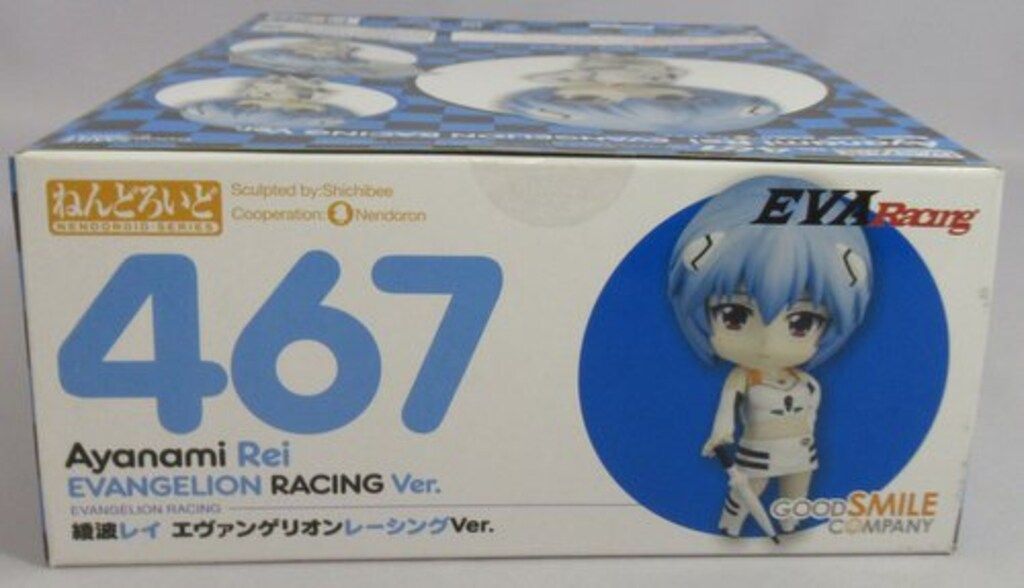 ねんどろいど
NENDOROID SERIES
Sculpted by:Shichibee
Cooperation: Nendoron
EVA Racing
467
Ayanami Rei
EVANGELION RACING Ver.
EVANGELION RACING
綾波レイ エヴァンゲリオンレーシングVer.
GOOD SMILE
COMPANY